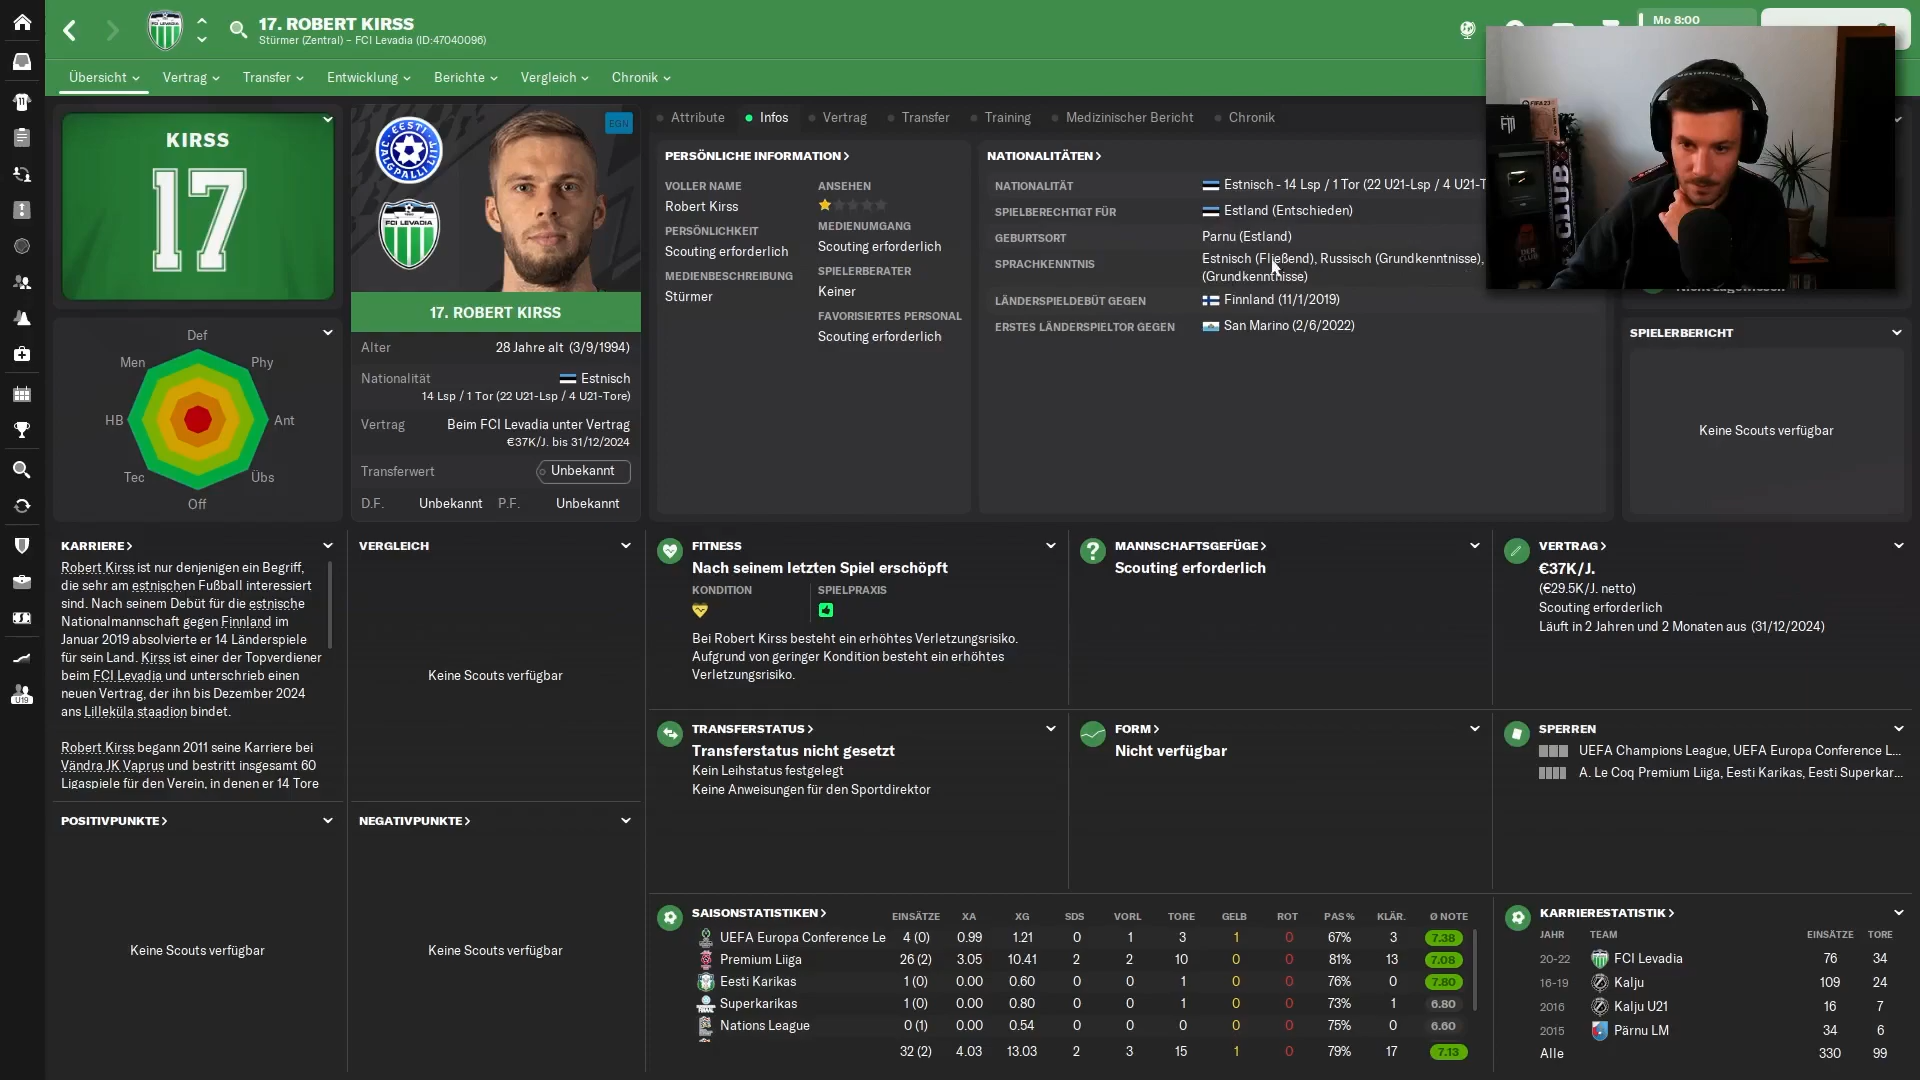 17. ROBERT KIRSS
Stürmer (Zentral) – FCI Levadia (ID:47040096)
Mo 8:00
Übersicht
Vertrag
Transfer
Entwicklung
Berichte
Vergleich
Chronik
KIRSS
17
EESTI
JALGPALLI
LIIT
FCI LEVADIA
EGN
17. ROBERT KIRSS
Alter 28 Jahre alt (3/9/1994)
Nationalität Estnisch
14 Lsp / 1 Tor (22 U21-Lsp / 4 U21-Tore)
Vertrag Beim FCI Levadia unter Vertrag
€37K/J. bis 31/12/2024
Transferwert Unbekannt
D.F. Unbekannt P.F. Unbekannt
Def
Men Phy
HB Ant
Tec Übs
Off
Attribute Infos Vertrag Transfer Training Medizinischer Bericht Chronik
PERSÖNLICHE INFORMATION
VOLLER NAME
Robert Kirss
PERSÖNLICHKEIT
Scouting erforderlich
MEDIENBESCHREIBUNG
Stürmer
ANSEHEN
MEDIENUMGANG
Scouting erforderlich
SPIELERBERATER
Keiner
FAVORISIERTES PERSONAL
Scouting erforderlich
NATIONALITÄTEN
NATIONALITÄT Estnisch - 14 Lsp / 1 Tor (22 U21-Lsp / 4 U21-T
SPIELBERECHTIGT FÜR Estland (Entschieden)
GEBURTSORT Parnu (Estland)
SPRACHKENNTNIS Estnisch (Fließend), Russisch (Grundkenntnisse),
(Grundkenntnisse)
LÄNDERSPIELDEBÜT GEGEN Finnland (11/1/2019)
ERSTES LÄNDERSPIELTOR GEGEN San Marino (2/6/2022)
FIFA 23
CLUB
SPIELERBERICHT
Keine Scouts verfügbar
KARRIERE
Robert Kirss ist nur denjenigen ein Begriff,
die sehr am estnischen Fußball interessiert
sind. Nach seinem Debüt für die estnische
Nationalmannschaft gegen Finnland im
Januar 2019 absolvierte er 14 Länderspiele
für sein Land. Kirss ist einer der Topverdiener
beim FCI Levadia und unterschrieb einen
neuen Vertrag, der ihn bis Dezember 2024
ans Lilleküla staadion bindet.
Robert Kirss begann 2011 seine Karriere bei
Vändra JK Vaprus und bestritt insgesamt 60
Ligaspiele für den Verein, in denen er 14 Tore
VERGLEICH
Keine Scouts verfügbar
FITNESS
Nach seinem letzten Spiel erschöpft
KONDITION SPIELPRAXIS
Bei Robert Kirss besteht ein erhöhtes Verletzungsrisiko.
Aufgrund von geringer Kondition besteht ein erhöhtes
Verletzungsrisiko.
MANNSCHAFTSGEFÜGE
Scouting erforderlich
VERTRAG
€37K/J.
(€29.5K/J. netto)
Scouting erforderlich
Läuft in 2 Jahren und 2 Monaten aus (31/12/2024)
TRANSFERSTATUS
Transferstatus nicht gesetzt
Kein Leihstatus festgelegt
Keine Anweisungen für den Sportdirektor
FORM
Nicht verfügbar
SPERREN
UEFA Champions League, UEFA Europa Conference L...
A. Le Coq Premium Liiga, Eesti Karikas, Eesti Superkar...
POSITIVPUNKTE
Keine Scouts verfügbar
NEGATIVPUNKTE
Keine Scouts verfügbar
SAISONSTATISTIKEN EINSÄTZE XA XG SDS VORL TORE GELB ROT PAS % KLÄR. Ø NOTE
UEFA Europa Conference Le 4 (0) 0.99 1.21 0 1 3 1 0 67% 3 7.38
Premium Liiga 26 (2) 3.05 10.41 2 2 10 0 0 81% 13 7.08
Eesti Karikas 1 (0) 0.00 0.60 0 0 1 0 0 76% 0 7.80
Superkarikas 1 (0) 0.00 0.80 0 0 1 0 0 73% 1 6.80
Nations League 0 (1) 0.00 0.54 0 0 0 0 0 75% 0 6.60
32 (2) 4.03 13.03 2 3 15 1 0 79% 17 7.13
KARRIERESTATISTIK
JAHR TEAM EINSÄTZE TORE
20-22 FCI Levadia 76 34
16-19 Kalju 109 24
2016 Kalju U21 16 7
2015 Pärnu LM 34 6
Alle 330 99
U19